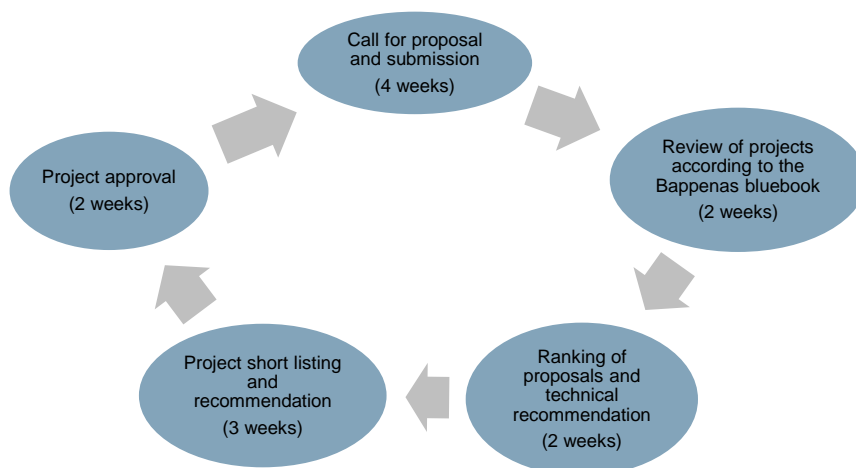 Call for proposal
and submission
(4 weeks)
Review of projects
according to the
Bappenas bluebook
(2 weeks)
Ranking of
proposals and
technical
recommendation
(2 weeks)
Project short listing
and
recommendation
(3 weeks)
Project approval
(2 weeks)